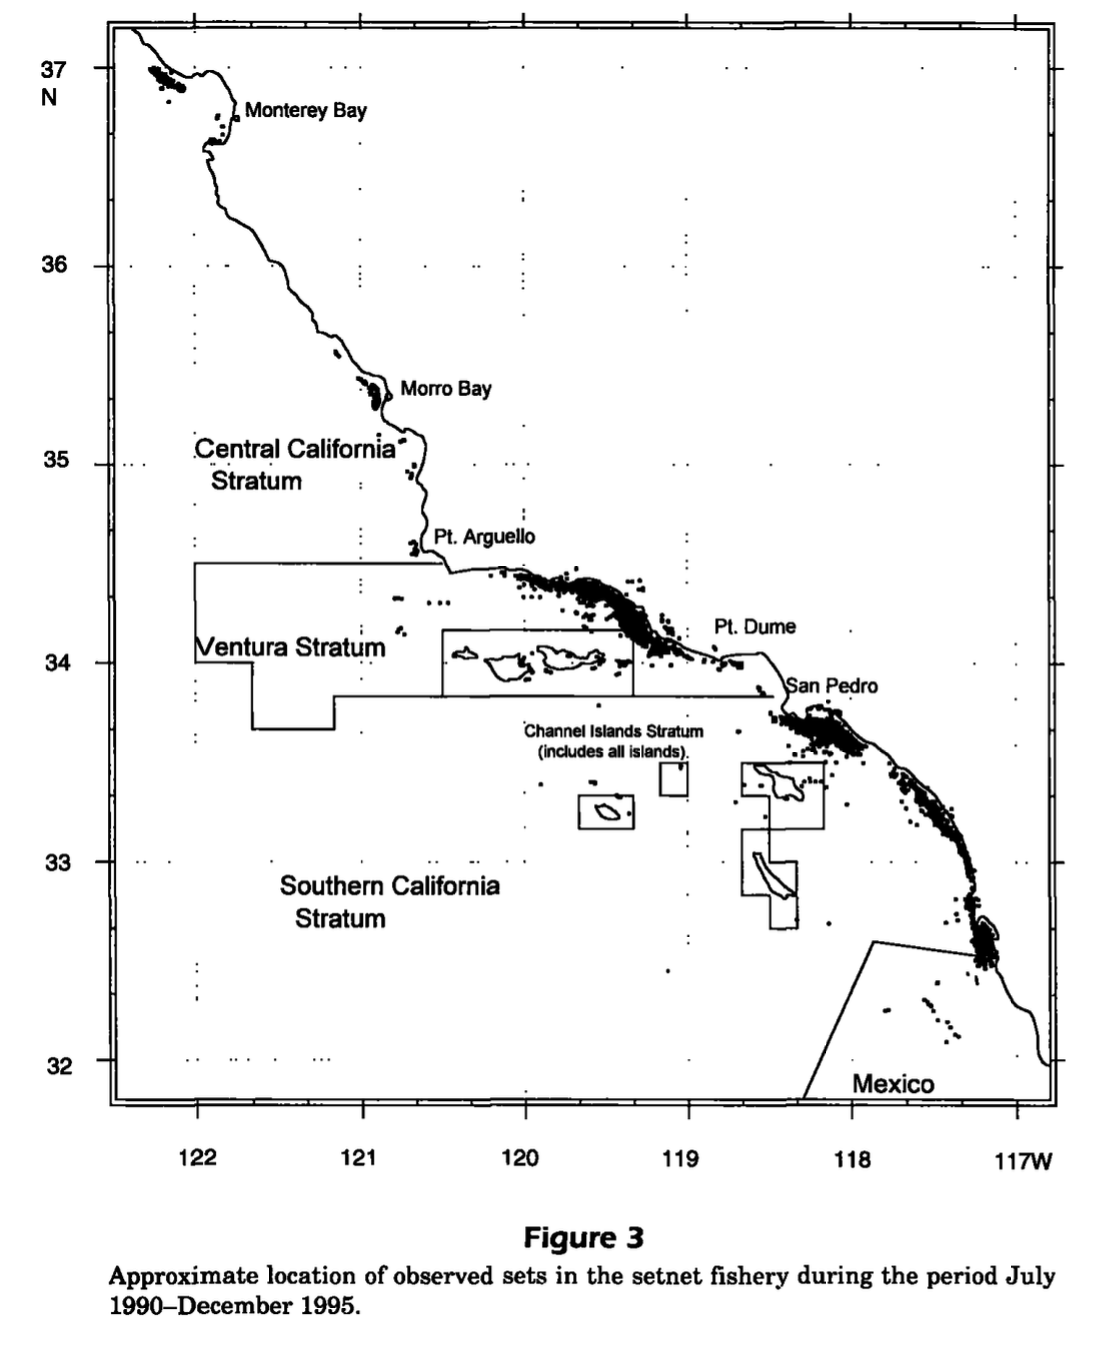 37
N
Monterey Bay
36
Morro Bay
Central California
Stratum
35
Pt. Arguello
Pt. Dume
Ventura Stratum
34
San Pedro
Channel Islands Stratum
(includes all islands)
33
Southern California
Stratum
32
Mexico
122 121 120 119 118 117W
Figure 3
Approximate location of observed sets in the setnet fishery during the period July
1990–December 1995.